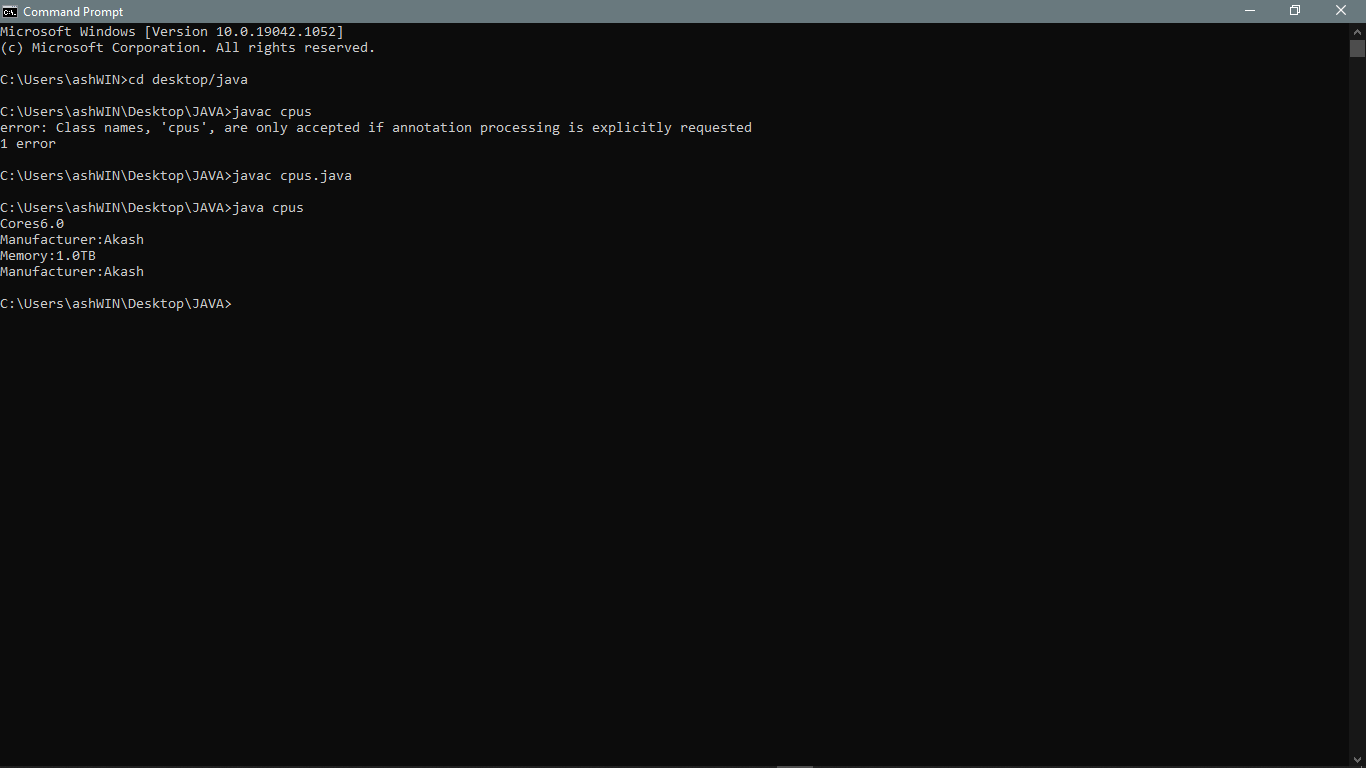 Command Prompt
Microsoft Windows [Version 10.0.19042.1052]
(c) Microsoft Corporation. All rights reserved.
C:\Users\ashWIN>cd desktop/java
C:\Users\ashWIN\Desktop\JAVA>javac cpus
error: Class names, 'cpus', are only accepted if annotation processing is explicitly requested
1 error
C:\Users\ashWIN\Desktop\JAVA>javac cpus.java
C:\Users\ashWIN\Desktop\JAVA>java cpus
Cores6.0
Manufacturer:Akash
Memory:1.0TB
Manufacturer:Akash
C:\Users\ashWIN\Desktop\JAVA>